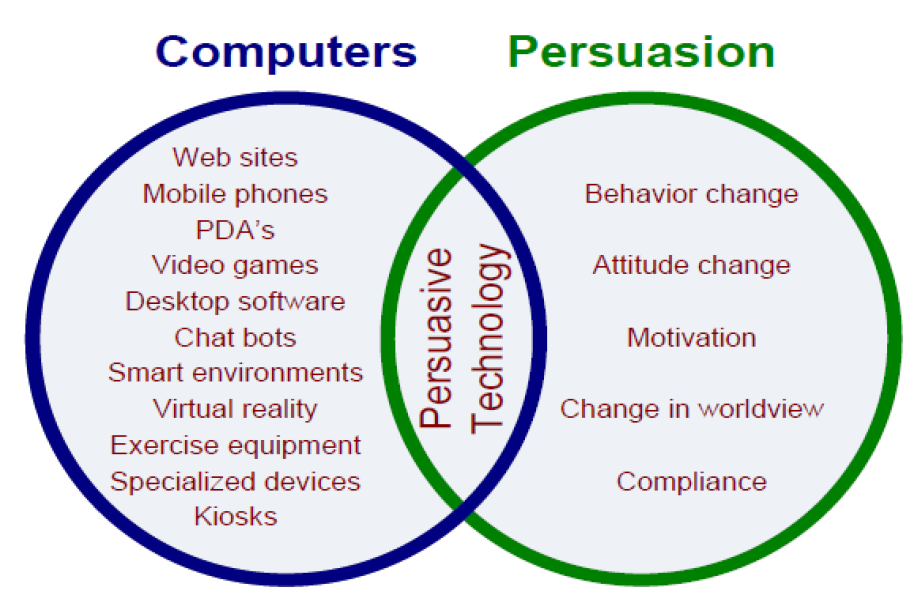 Computers
Persuasion
Web sites
Mobile phones
PDA's
Video games
Desktop software
Chat bots
Smart environments
Virtual reality
Exercise equipment
Specialized devices
Kiosks
Persuasive
Technology
Behavior change
Attitude change
Motivation
Change in worldview
Compliance